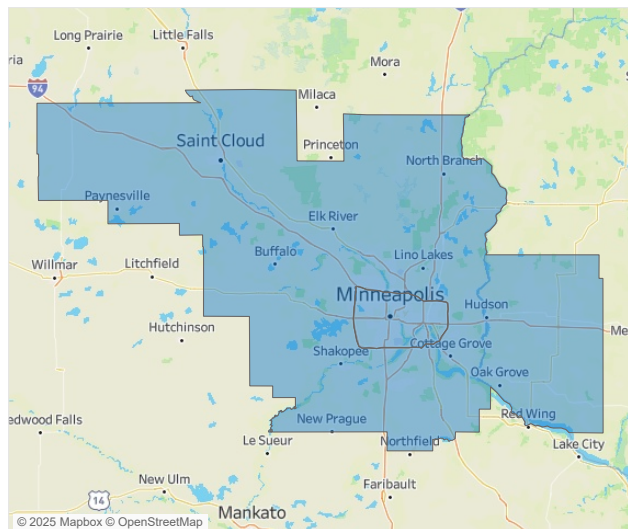 Long Prairie
Little Falls
Mora
94
Milaca
Saint Cloud
Princeton
North Branch
Paynesville
Elk River
Buffalo
Lino Lakes
Willmar
Litchfield
Minneapolis
Hudson
Hutchinson
Me
Cottage Grove
Shakopee
Oak Grove
New Prague
Red Wing
edwood Falls
Le Sueur
Northfield
Lake City
New Ulm
Faribault
14
Mankato
© 2025 Mapbox © OpenStreetMap